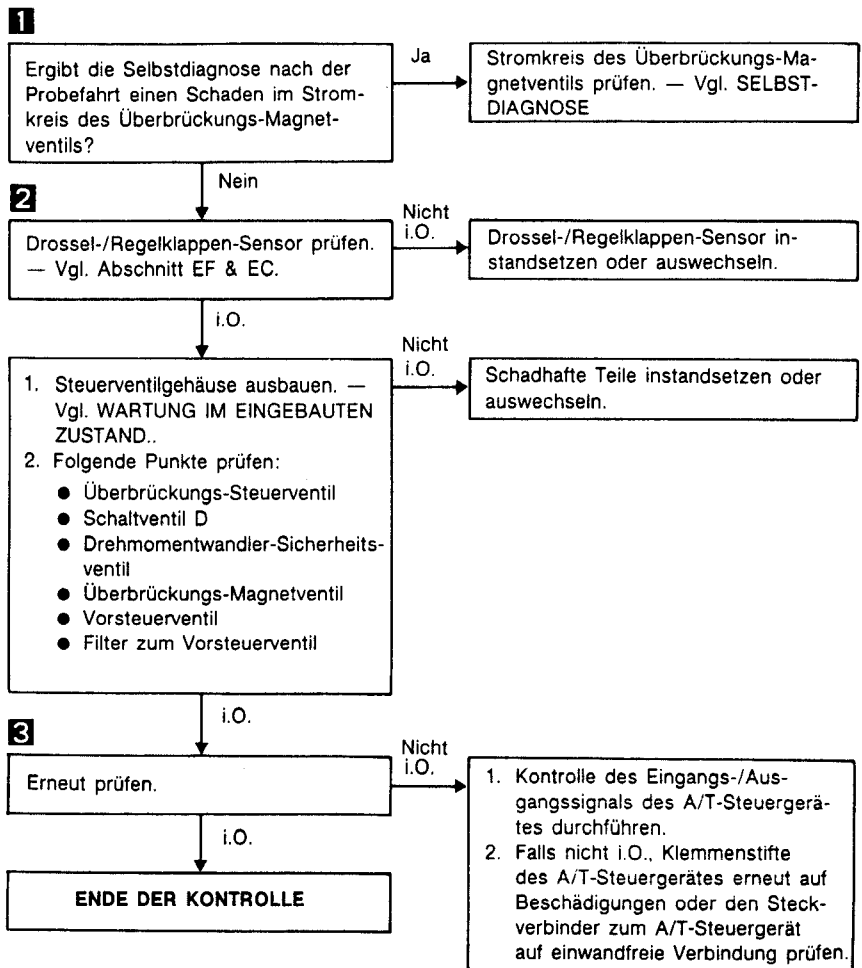 1
Ergibt die Selbstdiagnose nach der
Probefahrt einen Schaden im Strom-
kreis des Überbrückungs-Magnet-
ventils?
Ja
Stromkreis des Überbrückungs-Ma-
gnetventils prüfen. — Vgl. SELBST-
DIAGNOSE
Nein
2
Drossel-/Regelklappen-Sensor prüfen.
— Vgl. Abschnitt EF & EC.
Nicht
i.O.
Drossel-/Regelklappen-Sensor in-
standsetzen oder auswechseln.
i.O.
1. Steuerventilgehäuse ausbauen. —
Vgl. WARTUNG IM EINGEBAUTEN
ZUSTAND..
2. Folgende Punkte prüfen:
● Überbrückungs-Steuerventil
● Schaltventil D
● Drehmomentwandler-Sicherheits-
ventil
● Überbrückungs-Magnetventil
● Vorsteuerventil
● Filter zum Vorsteuerventil
Nicht
i.O.
Schadhafte Teile instandsetzen oder
auswechseln.
i.O.
3
Erneut prüfen.
Nicht
i.O.
1. Kontrolle des Eingangs-/Aus-
gangssignals des A/T-Steuergerä-
tes durchführen.
2. Falls nicht i.O., Klemmenstifte
des A/T-Steuergerätes erneut auf
Beschädigungen oder den Steck-
verbinder zum A/T-Steuergerät
auf einwandfreie Verbindung prüfen.
i.O.
ENDE DER KONTROLLE